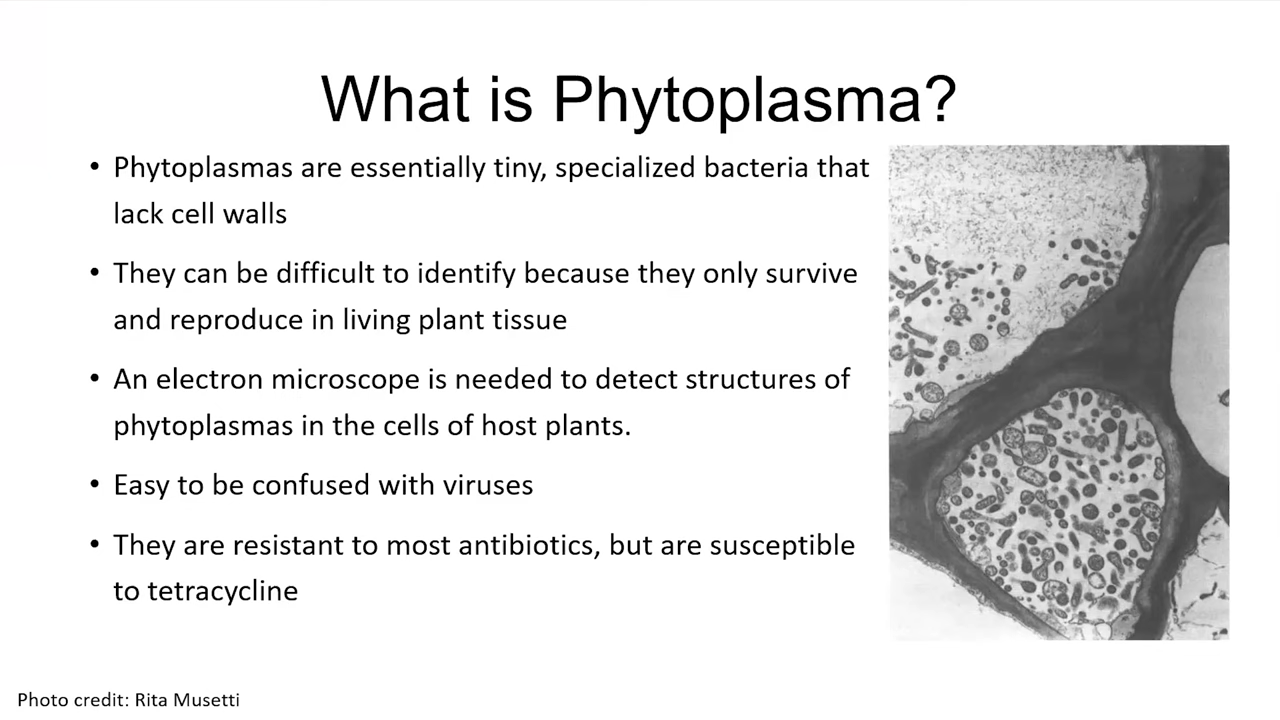 What is Phytoplasma?
• Phytoplasmas are essentially tiny, specialized bacteria that
lack cell walls
• They can be difficult to identify because they only survive
and reproduce in living plant tissue
• An electron microscope is needed to detect structures of
phytoplasmas in the cells of host plants.
• Easy to be confused with viruses
• They are resistant to most antibiotics, but are susceptible
to tetracycline
Photo credit: Rita Musetti